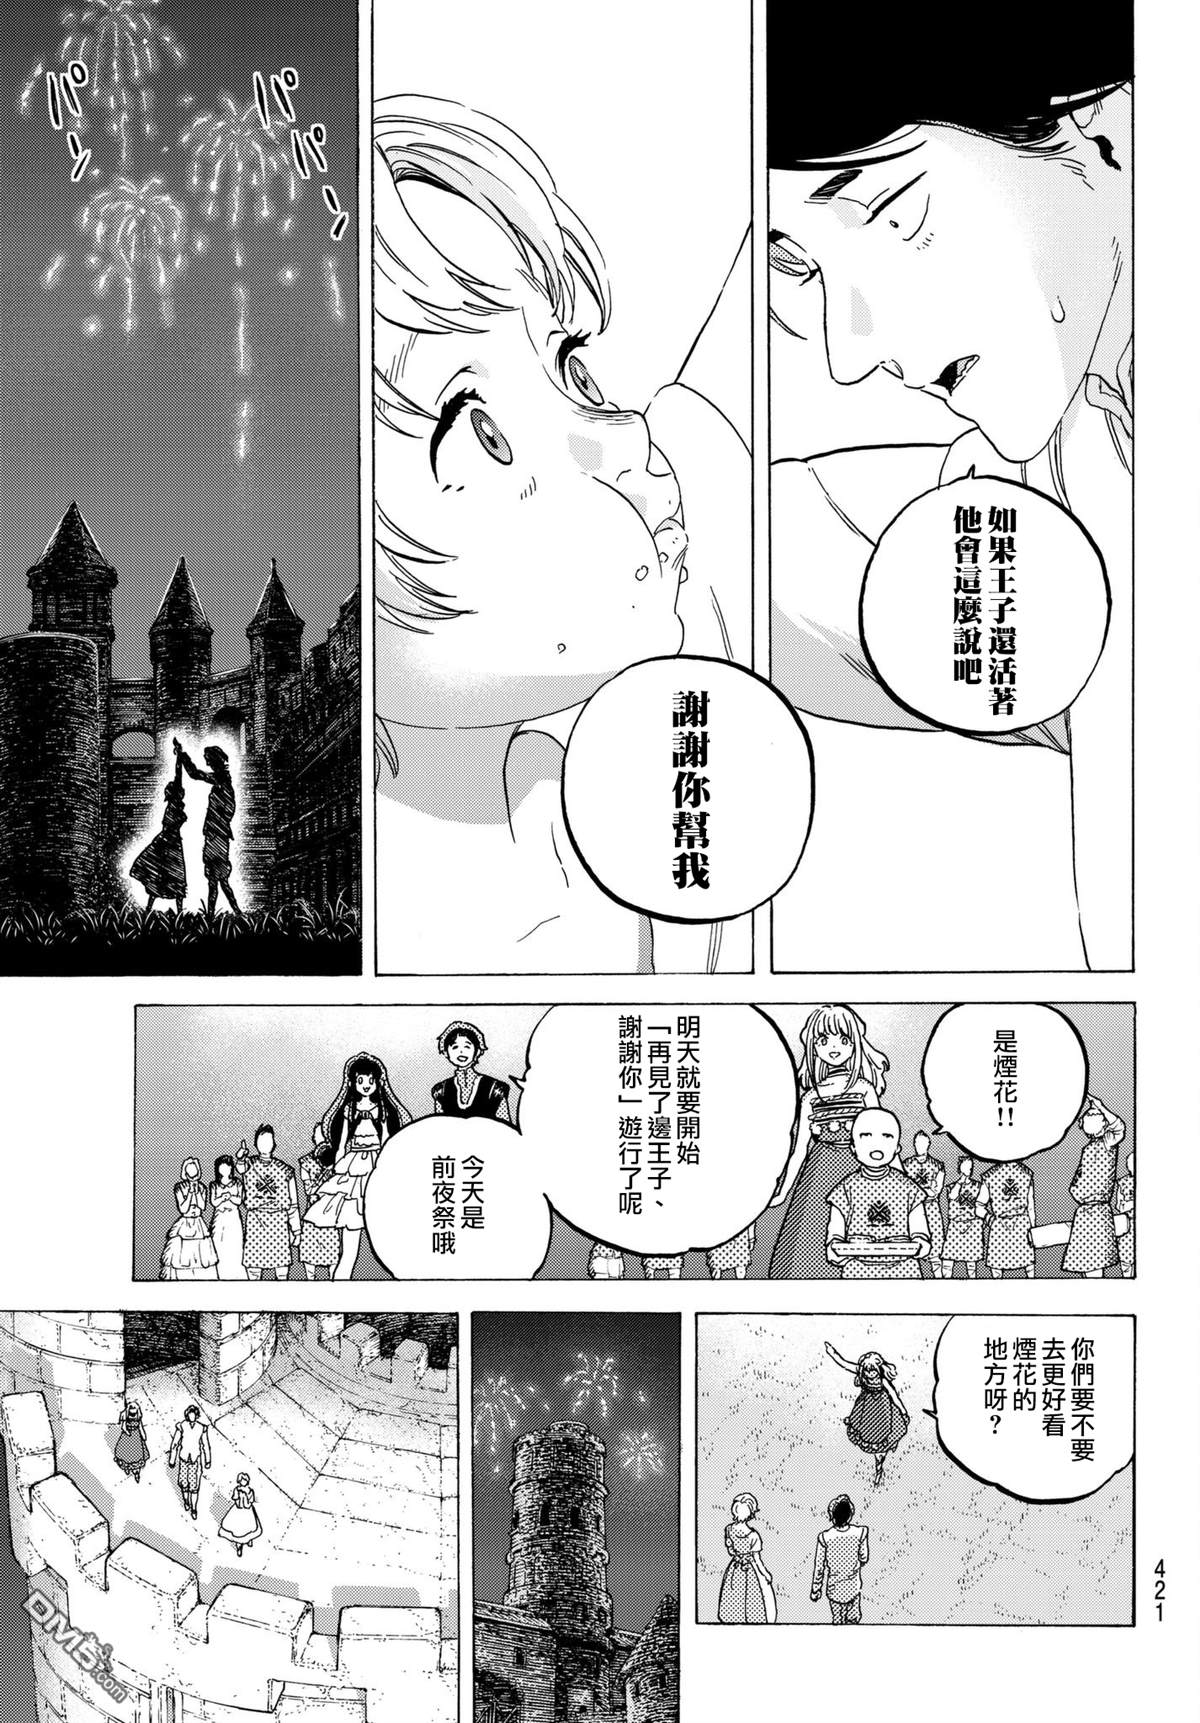 如果王子還活著
他會這麼說吧
謝謝你幫我
パパン
パパン
是煙花!!
明天就要開始
「再見了邊王子、
謝謝你」遊行了呢
今天是
前夜祭哦
你們要不要
去更好看
煙花的
地方呀?
421
DM5.com